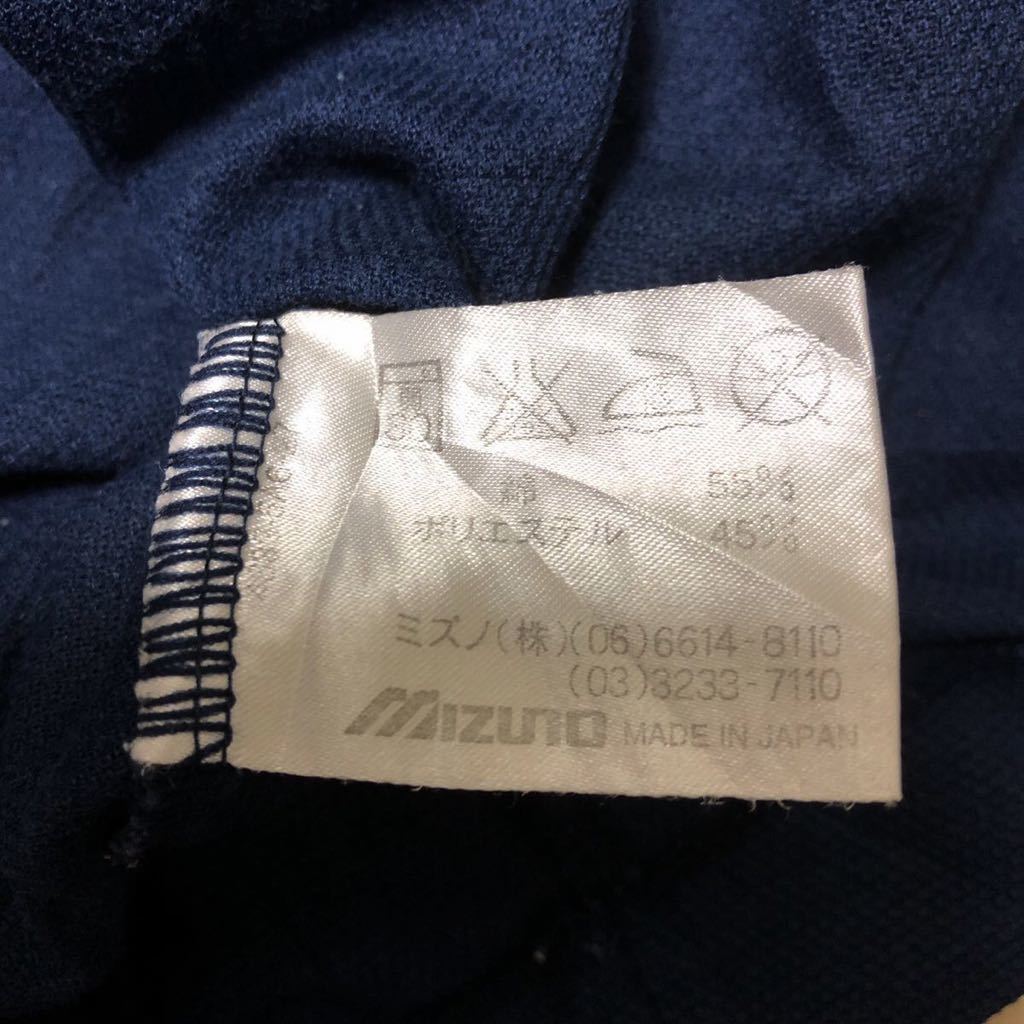 綿 55%
ポリエステル 45%
ミズノ(株)(06)6614-8110
(03)3233-7110
MIZUNO MADE IN JAPAN